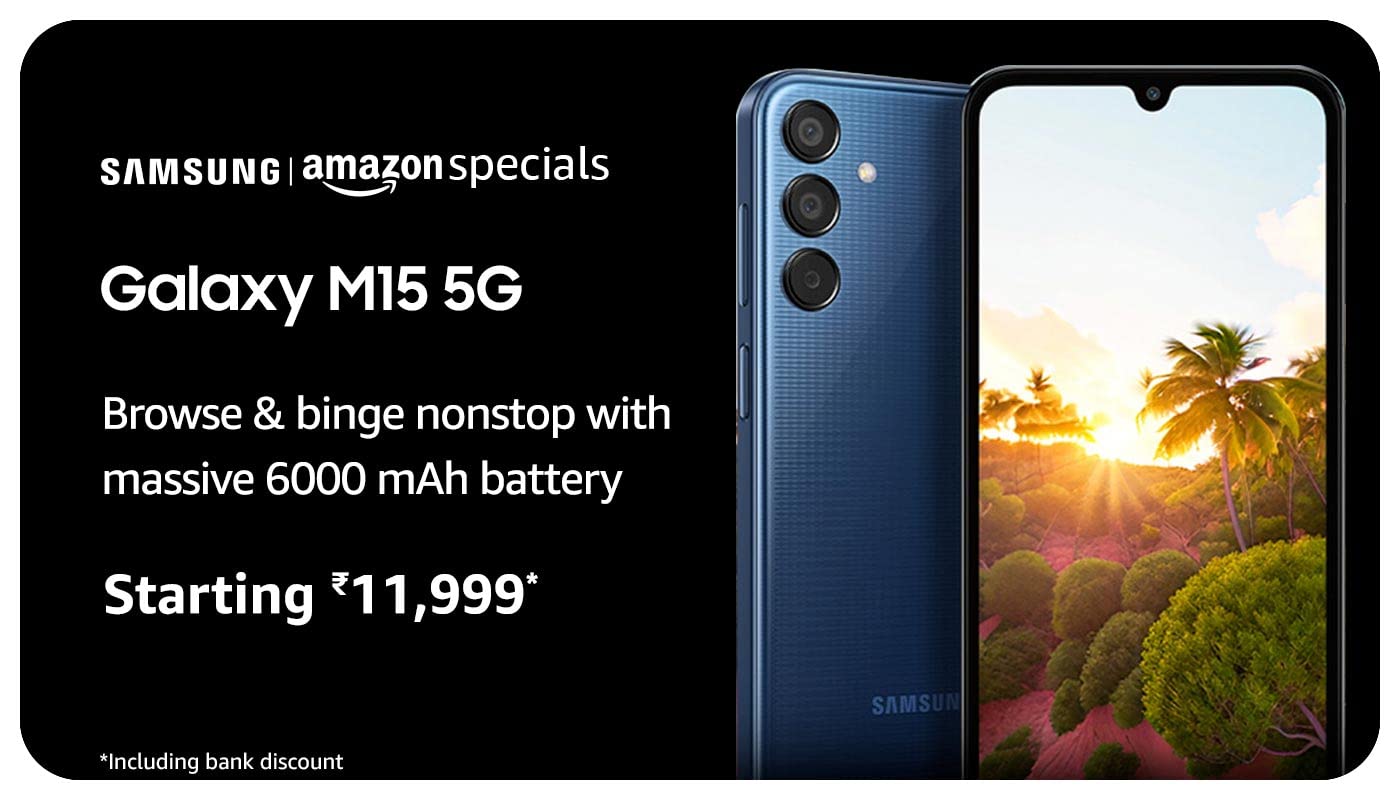 SAMSUNG | amazon specials
Galaxy M15 5G
Browse & binge nonstop with
massive 6000 mAh battery
Starting ₹11,999*
*Including bank discount
SAMSUN